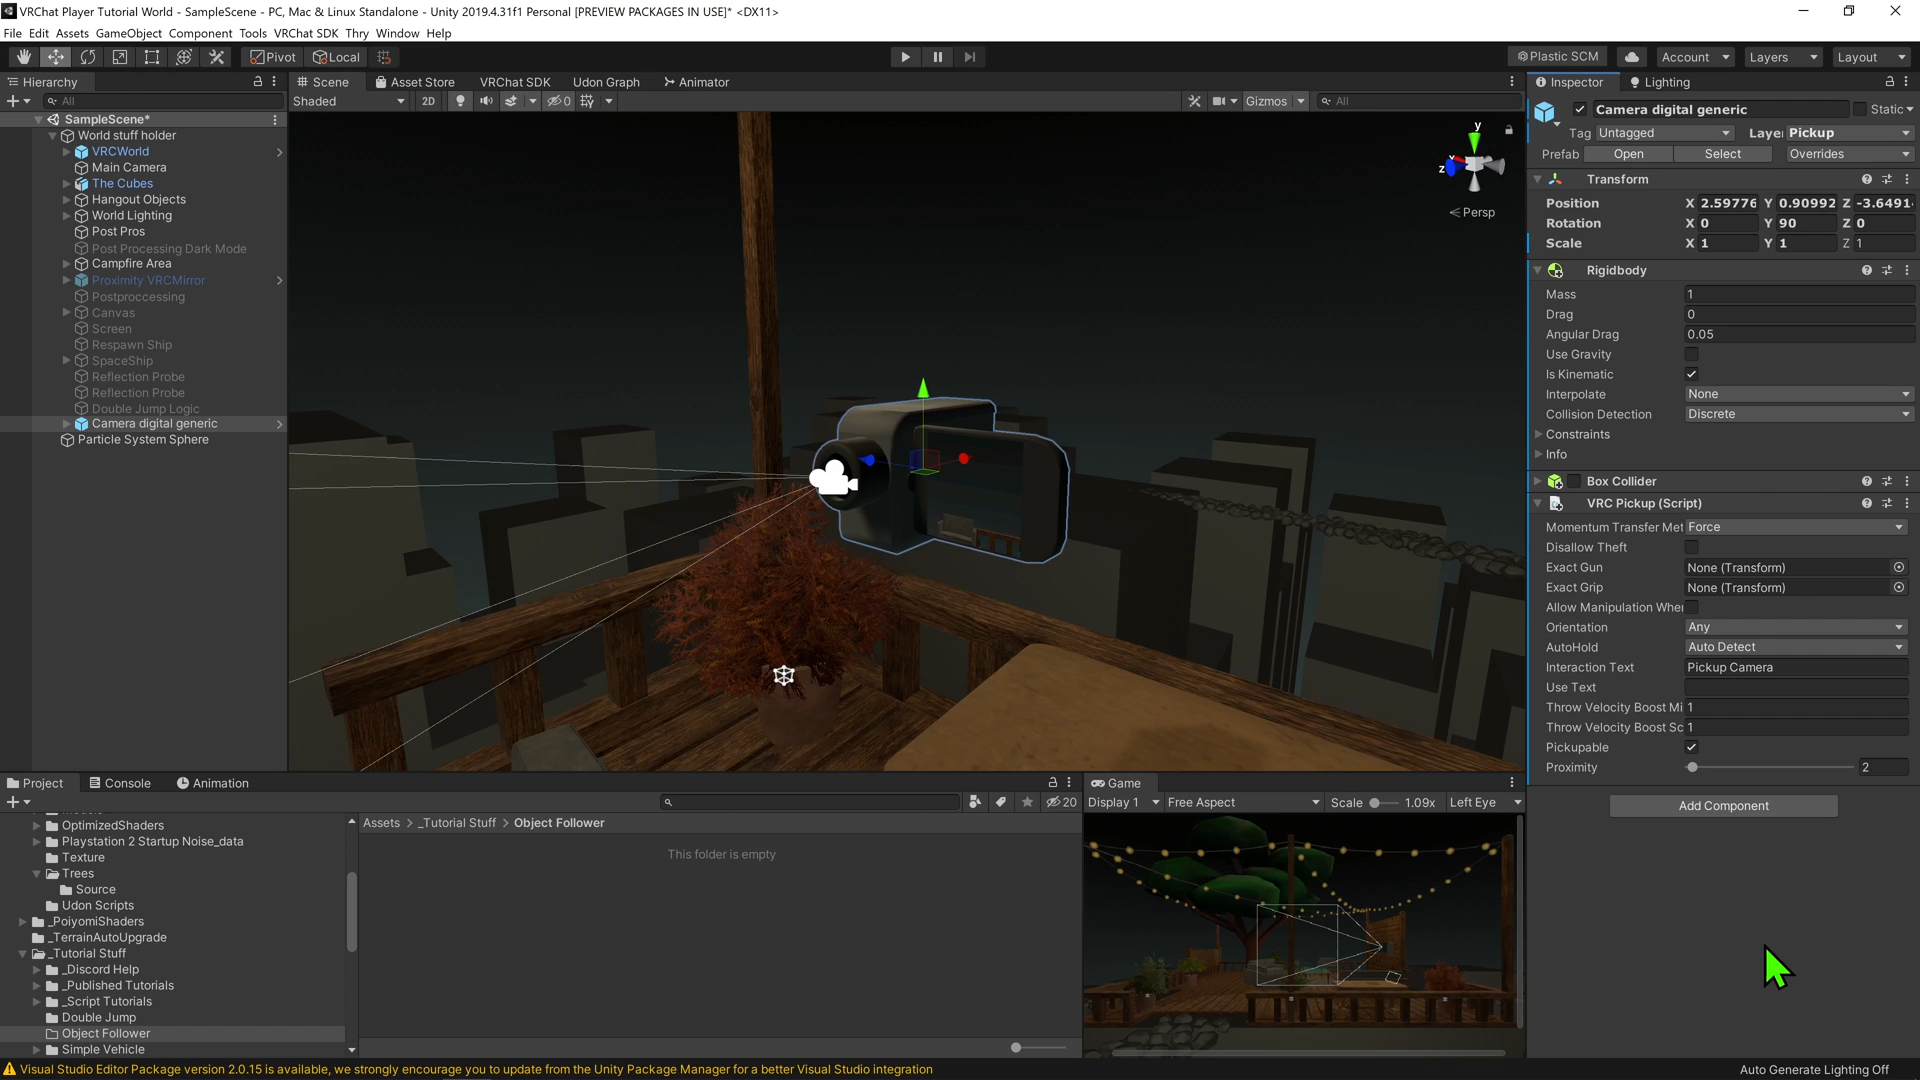 VRChat Player Tutorial World - SampleScene - PC, Mac & Linux Standalone - Unity 2019.4.31f1 Personal [PREVIEW PACKAGES IN USE]* <DX11>
File Edit Assets GameObject Component Tools VRChat SDK Thry Window Help
Pivot Local Plastic SCM Account Layers Layout
Hierarchy
All
SampleScene*
World stuff holder
VRCWorld
Main Camera
The Cubes
Hangout Objects
World Lighting
Post Pros
Post Processing Dark Mode
Campfire Area
Proximity VRCMirror
Postproccessing
Canvas
Screen
Respawn Ship
SpaceShip
Reflection Probe
Reflection Probe
Double Jump Logic
Camera digital generic
Particle System Sphere
Scene Asset Store VRChat SDK Udon Graph Animator
Shaded 2D 0 Gizmos All
y
x
z
Persp
Inspector Lighting
Camera digital generic Static
Tag Untagged Layer Pickup
Prefab Open Select Overrides
Transform
Position X 2.59776 Y 0.90992 Z -3.6491
Rotation X 0 Y 90 Z 0
Scale X 1 Y 1 Z 1
Rigidbody
Mass 1
Drag 0
Angular Drag 0.05
Use Gravity
Is Kinematic
Interpolate None
Collision Detection Discrete
Constraints
Info
Box Collider
VRC Pickup (Script)
Momentum Transfer Met Force
Disallow Theft
Exact Gun None (Transform)
Exact Grip None (Transform)
Allow Manipulation Whe
Orientation Any
AutoHold Auto Detect
Interaction Text Pickup Camera
Use Text
Throw Velocity Boost Mi 1
Throw Velocity Boost Sc 1
Pickupable
Proximity 2
Add Component
Project Console Animation
20
OptimizedShaders
Playstation 2 Startup Noise_data
Texture
Trees
Source
Udon Scripts
_PoiyomiShaders
_TerrainAutoUpgrade
_Tutorial Stuff
_Discord Help
_Published Tutorials
_Script Tutorials
Double Jump
Object Follower
Simple Vehicle
Assets > _Tutorial Stuff > Object Follower
This folder is empty
Game
Display 1 Free Aspect Scale 1.09x Left Eye
Visual Studio Editor Package version 2.0.15 is available, we strongly encourage you to update from the Unity Package Manager for a better Visual Studio integration
Auto Generate Lighting Off